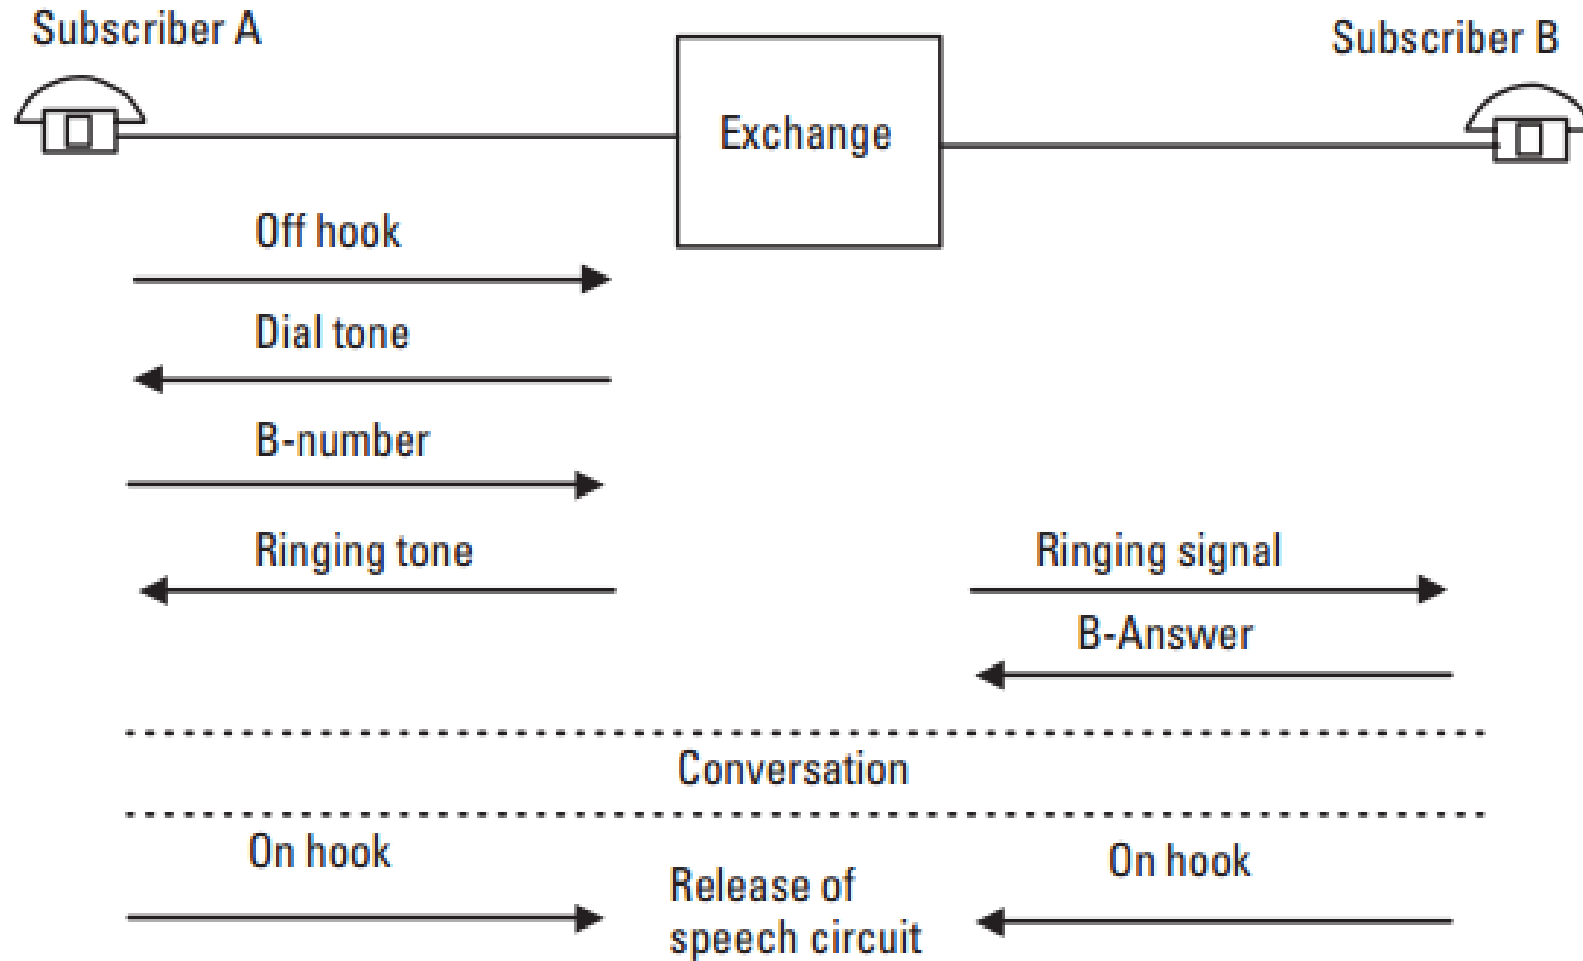 Subscriber A
Subscriber B
Exchange
Off hook
Dial tone
B-number
Ringing tone
Ringing signal
B-Answer
Conversation
On hook
On hook
Release of
speech circuit